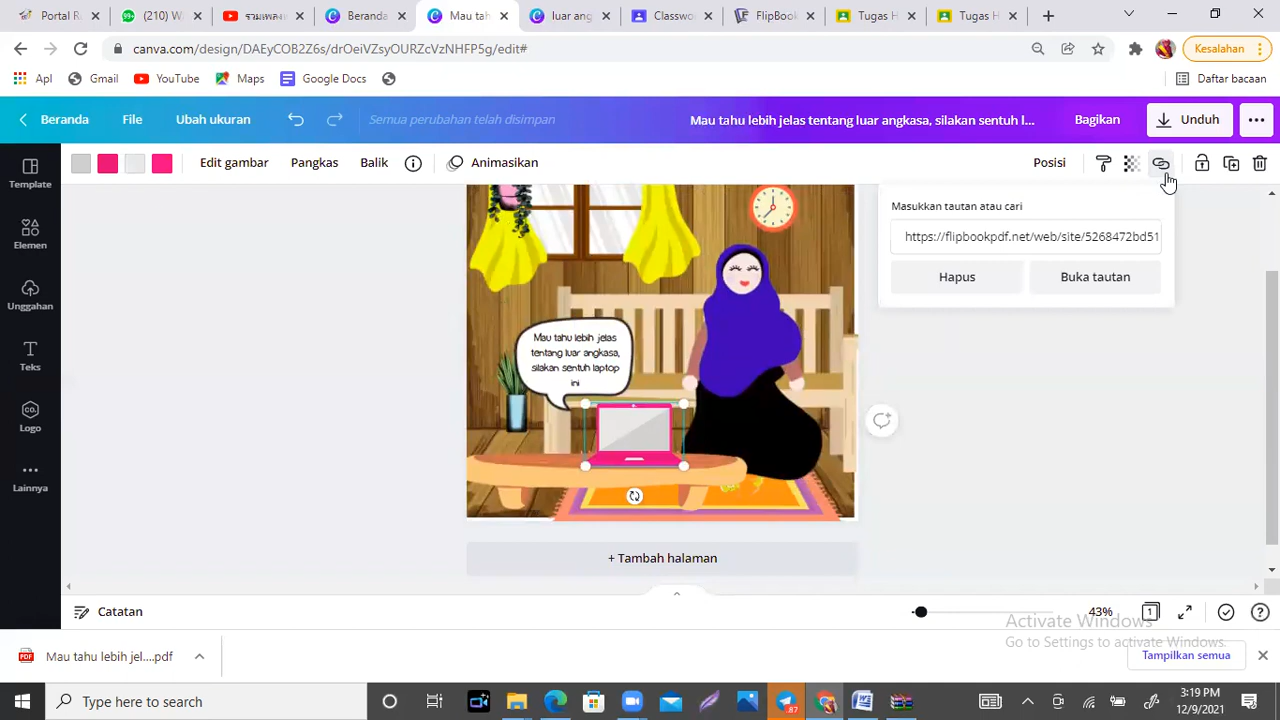 Portal R
(210) W
Beranda
Mau tah
luar ang
Classwo
FlipBook
Tugas H
Tugas H
canva.com/design/DAEyCOB2Z6s/drOeiVZsyOURZcVzNHFP5g/edit#
Kesalahan
Apl
Gmail
YouTube
Maps
Google Docs
Daftar bacaan
Beranda
File
Ubah ukuran
Semua perubahan telah disimpan
Mau tahu lebih jelas tentang luar angkasa, silakan sentuh l...
Bagikan
Unduh
Template
Elemen
Unggahan
Teks
CO.
Logo
Lainnya
Edit gambar
Pangkas
Balik
Animasikan
Posisi
Masukkan tautan atau cari
https://flipbookpdf.net/web/site/5268472bd51
Hapus
Buka tautan
Mau tahu lebih jelas
tentang luar angkasa,
silakan sentuh laptop
ini
+ Tambah halaman
Catatan
43%
1
Activate Windows
Go to Settings to activate Windows.
PDF
Mau tahu lebih jel....pdf
Tampilkan semua
Type here to search
87
3:19 PM
12/9/2021